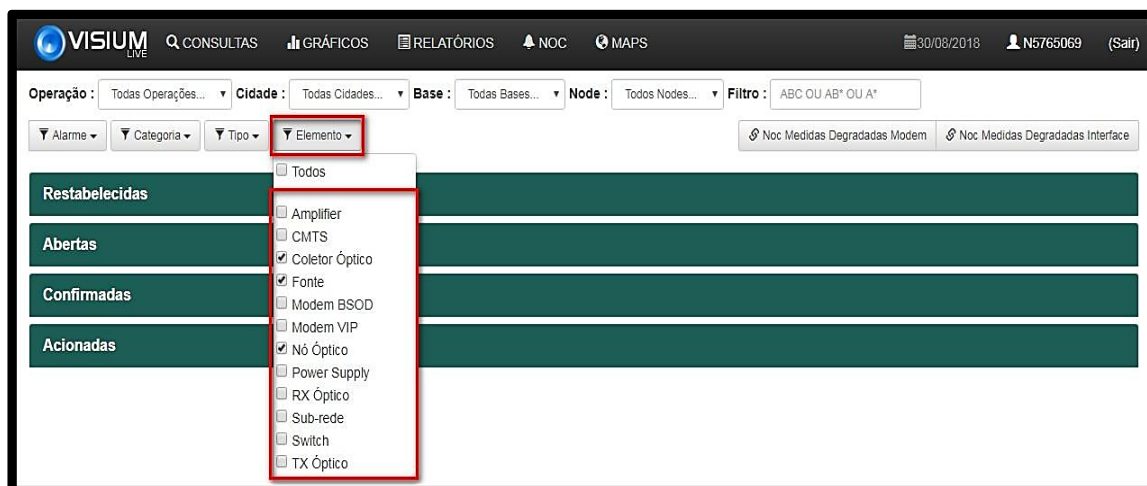 VISIUM LIVE CONSULTAS GRÁFICOS RELATÓRIOS NOC MAPS 30/08/2018 N5765069 (Sair)
Operação : Todas Operações... Cidade : Todas Cidades... Base : Todas Bases... Node : Todos Nodes... Filtro : ABC OU AB* OU A*
Alarme Categoria Tipo Elemento Noc Medidas Degradadas Modem Noc Medidas Degradadas Interface
Todos
Restabelecidas
Amplifier
CMTS
Abertas
Coletor Óptico
Fonte
Confirmadas
Modem BSOD
Modem VIP
Acionadas
Nó Óptico
Power Supply
RX Óptico
Sub-rede
Switch
TX Óptico